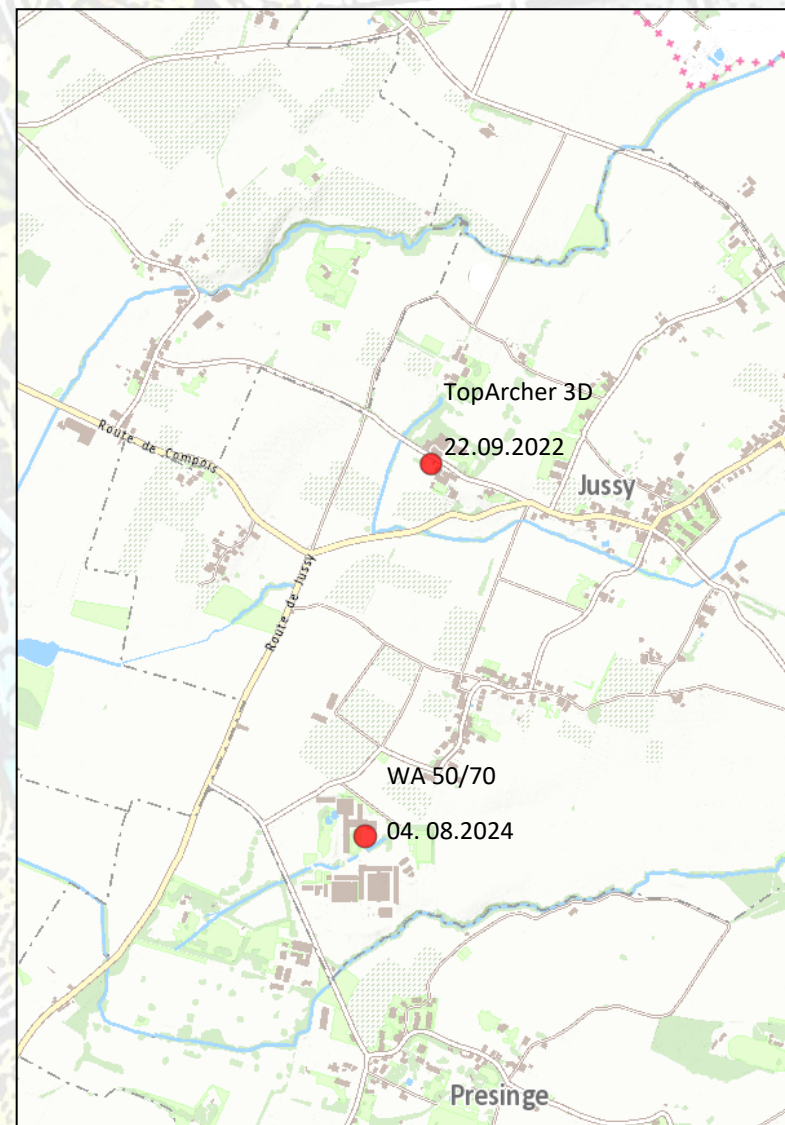 TopArcher 3D
22.09.2022
Route de Compois
Jussy
Route de Jussy
WA 50/70
04. 08.2024
Presinge